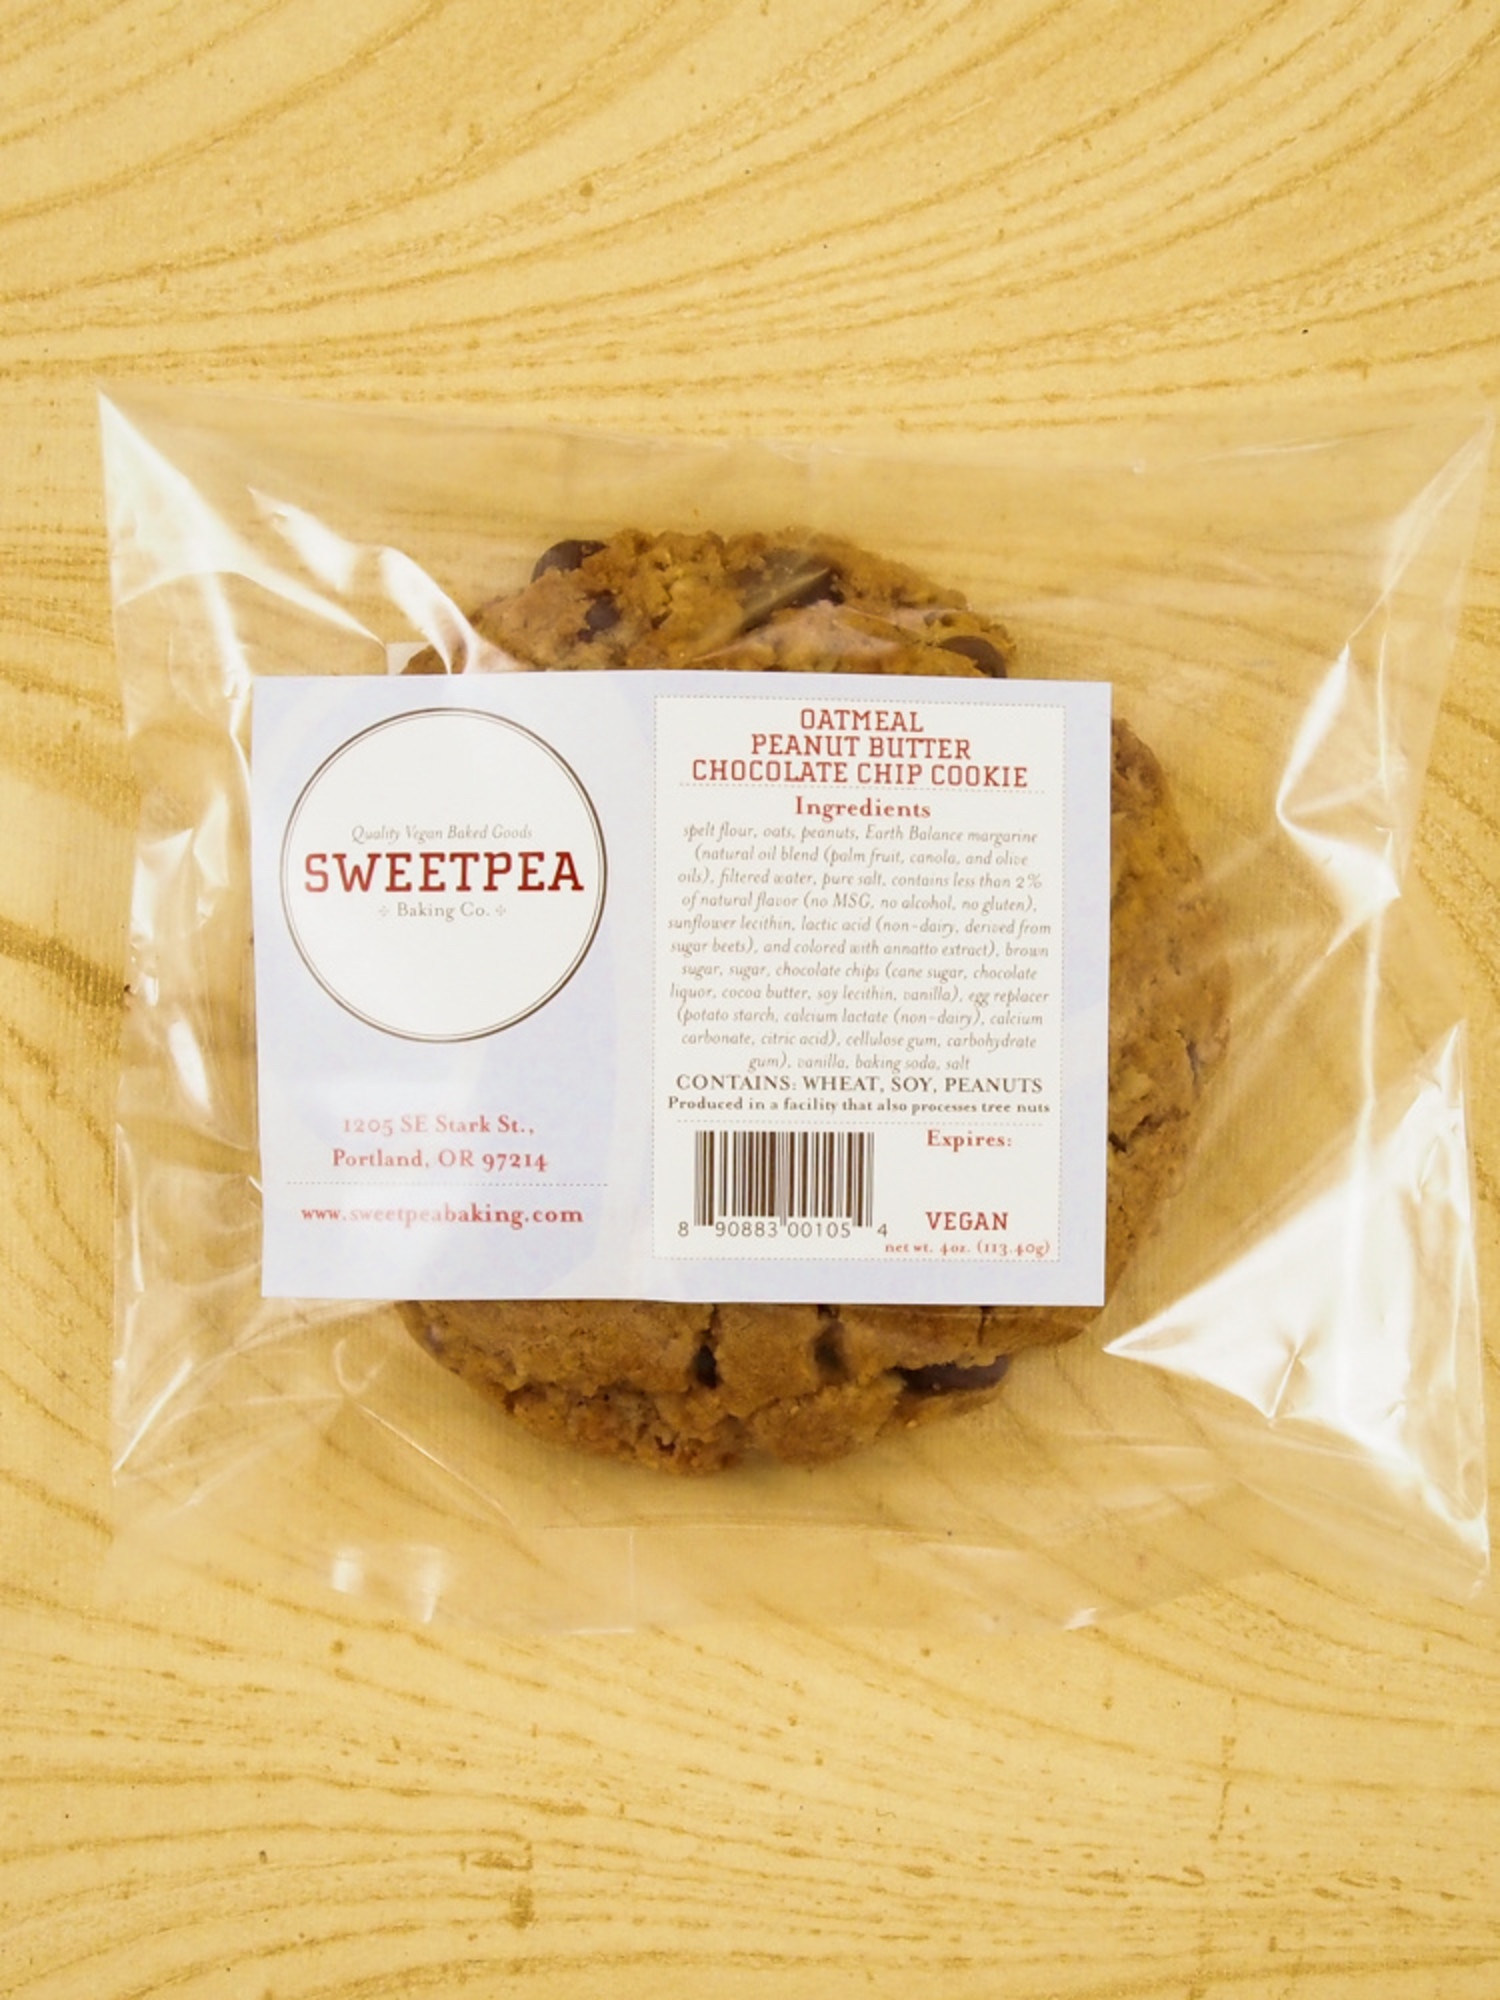 Quality Vegan Baked Goods
SWEETPEA
Baking Co.
1205 SE Stark St.,
Portland, OR 97214
www.sweetpeabaking.com
OATMEAL
PEANUT BUTTER
CHOCOLATE CHIP COOKIE
Ingredients
spelt flour, oats, peanuts, Earth Balance margarine
(natural oil blend (palm fruit, canola, and olive
oils), filtered water, pure salt, contains less than 2%
of natural flavor (no MSG, no alcohol, no gluten),
sunflower lecithin, lactic acid (non-dairy, derived from
sugar beets), and colored with annatto extract), brown
sugar, sugar, chocolate chips (cane sugar, chocolate
liquor, cocoa butter, soy lecithin, vanilla), egg replacer
(potato starch, calcium lactate (non-dairy), calcium
carbonate, citric acid), cellulose gum, carbohydrate
gum), vanilla, baking soda, salt
CONTAINS: WHEAT, SOY, PEANUTS
Produced in a facility that also processes tree nuts
Expires:
8 90883 00105 4
VEGAN
net wt. 4oz. (113.40g)